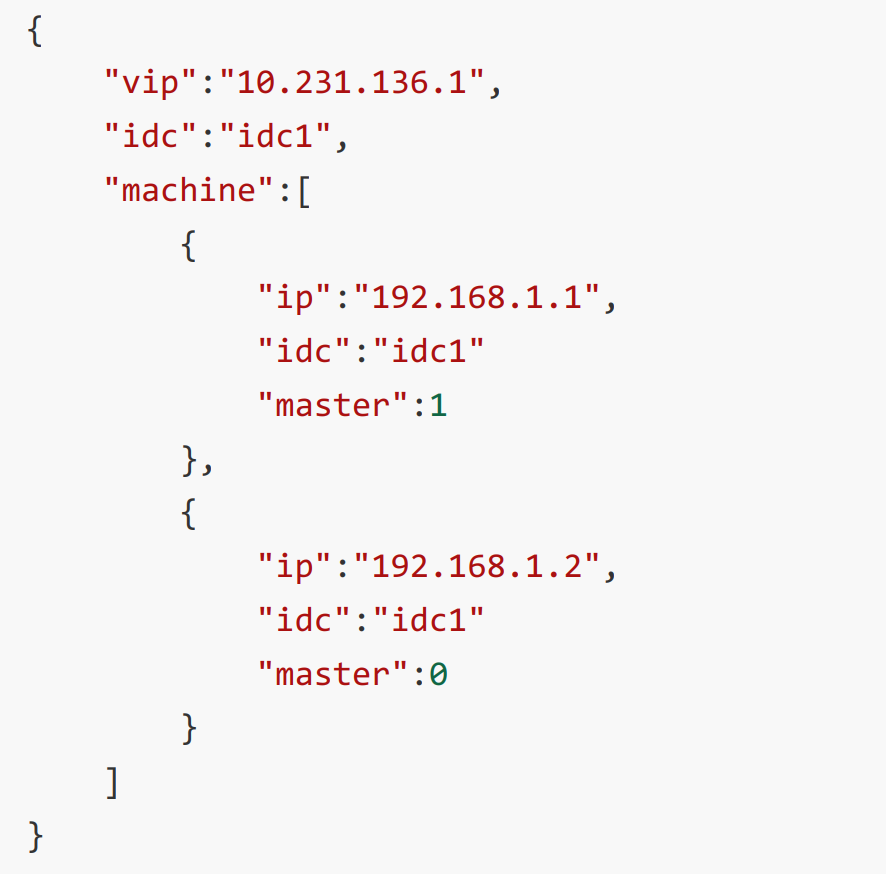 {
    "vip":"10.231.136.1",
    "idc":"idc1",
    "machine":[
        {
            "ip":"192.168.1.1",
            "idc":"idc1"
            "master":1
        },
        {
            "ip":"192.168.1.2",
            "idc":"idc1"
            "master":0
        }
    ]
}